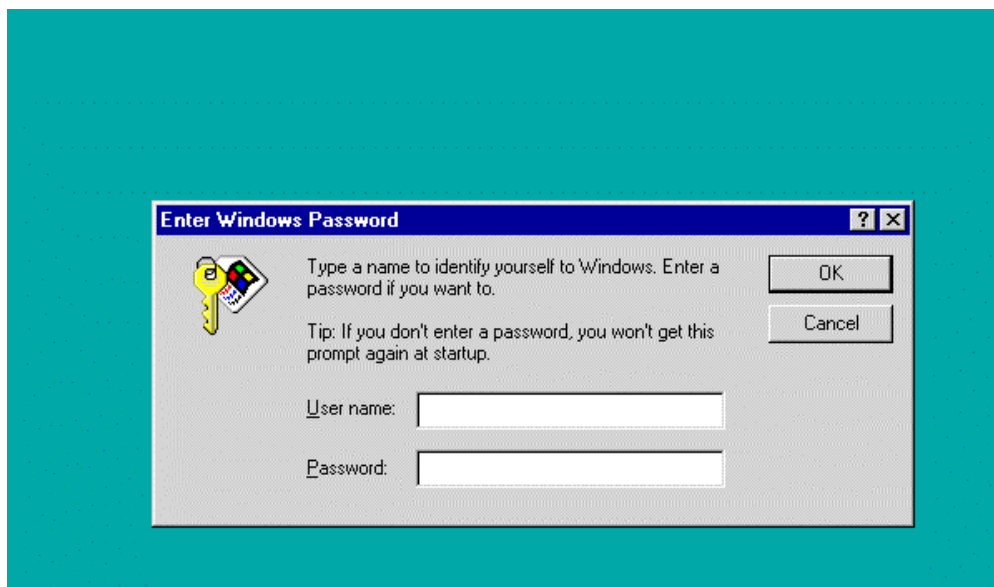 Enter Windows Password
Type a name to identify yourself to Windows. Enter a
password if you want to.
OK
Cancel
Tip: If you don't enter a password, you won't get this
prompt again at startup.
User name:
Password: